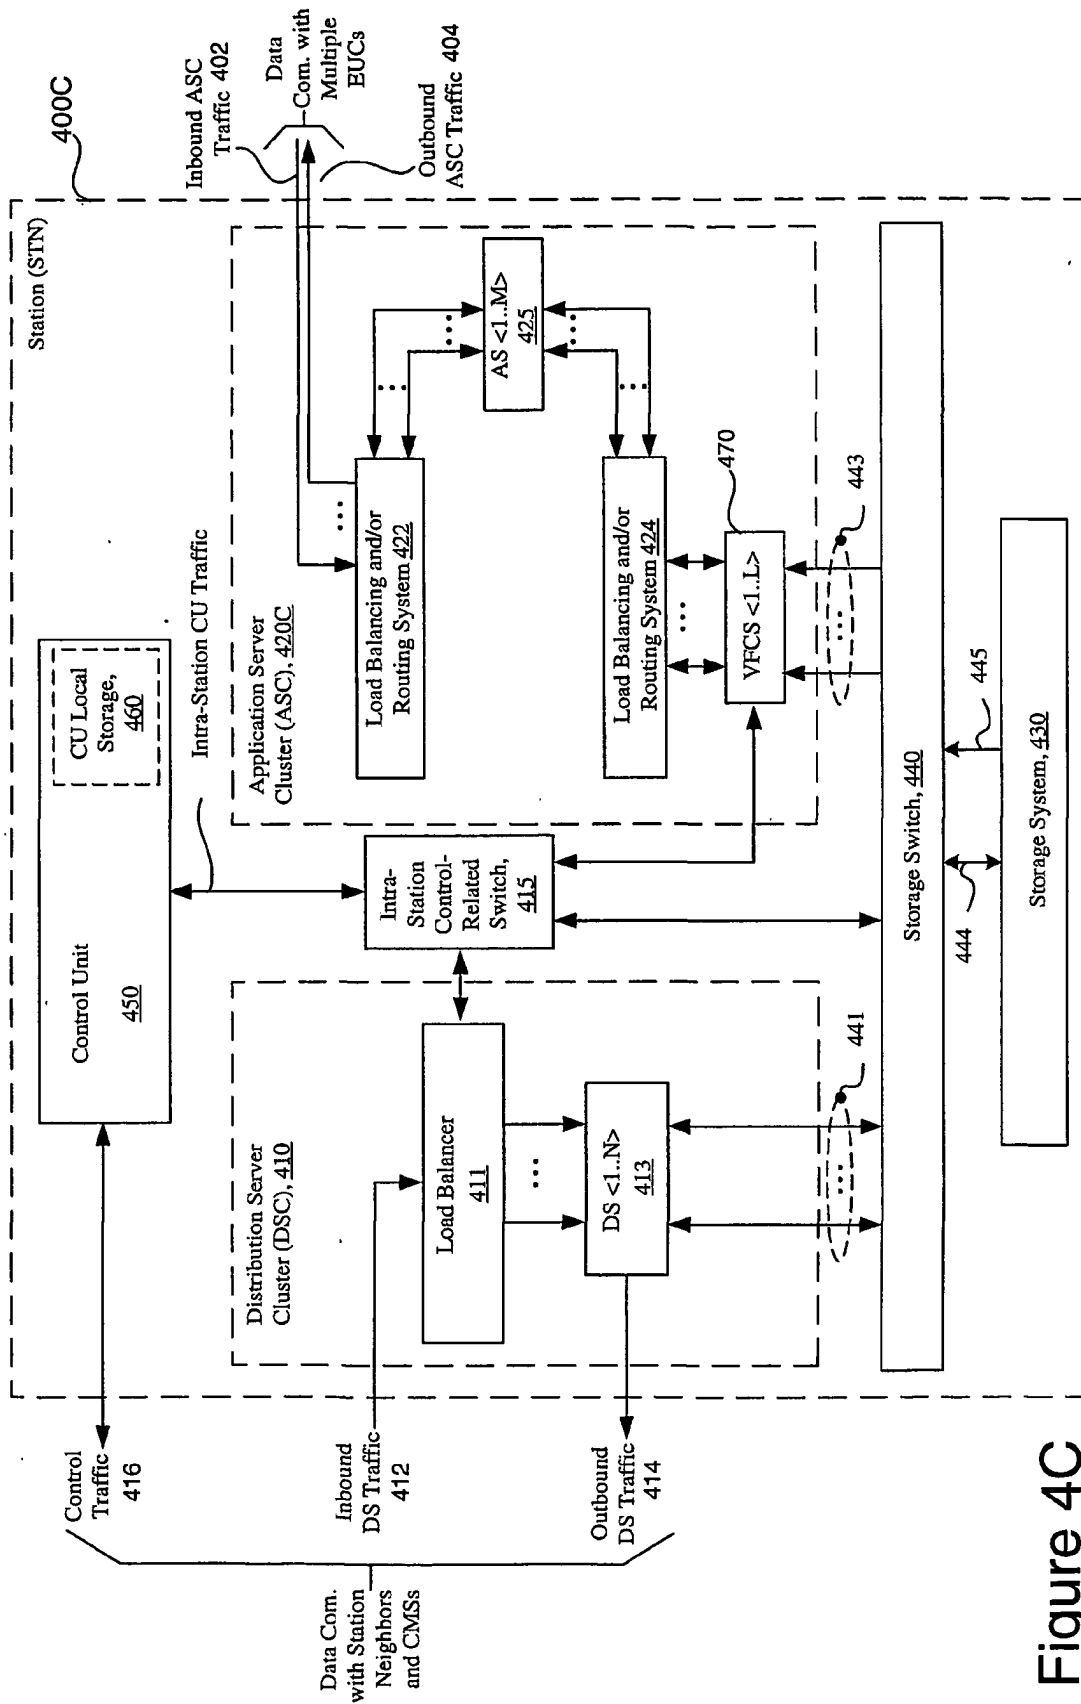 400C
Station (STN)
Control
Traffic
416
Control Unit
450
CU Local
Storage,
460
Intra-Station CU Traffic
Inbound ASC
Traffic 402
Data
Com. with
Multiple
EUCs
Outbound
ASC Traffic 404
Data Com.
with Station
Neighbors
and CMSs
Inbound
DS Traffic
412
Outbound
DS Traffic
414
Distribution Server
Cluster (DSC), 410
Load Balancer
411
...
DS <1..N>
413
Intra-
Station
Control-
Related
Switch,
415
Application Server
Cluster (ASC), 420C
Load Balancing and/or
Routing System 422
...
...
...
AS <1..M>
425
...
...
Load Balancing and/or
Routing System 424
...
VFCS <1..L>
470
...
441
...
443
Storage Switch, 440
444
445
Storage System, 430
Figure 4C